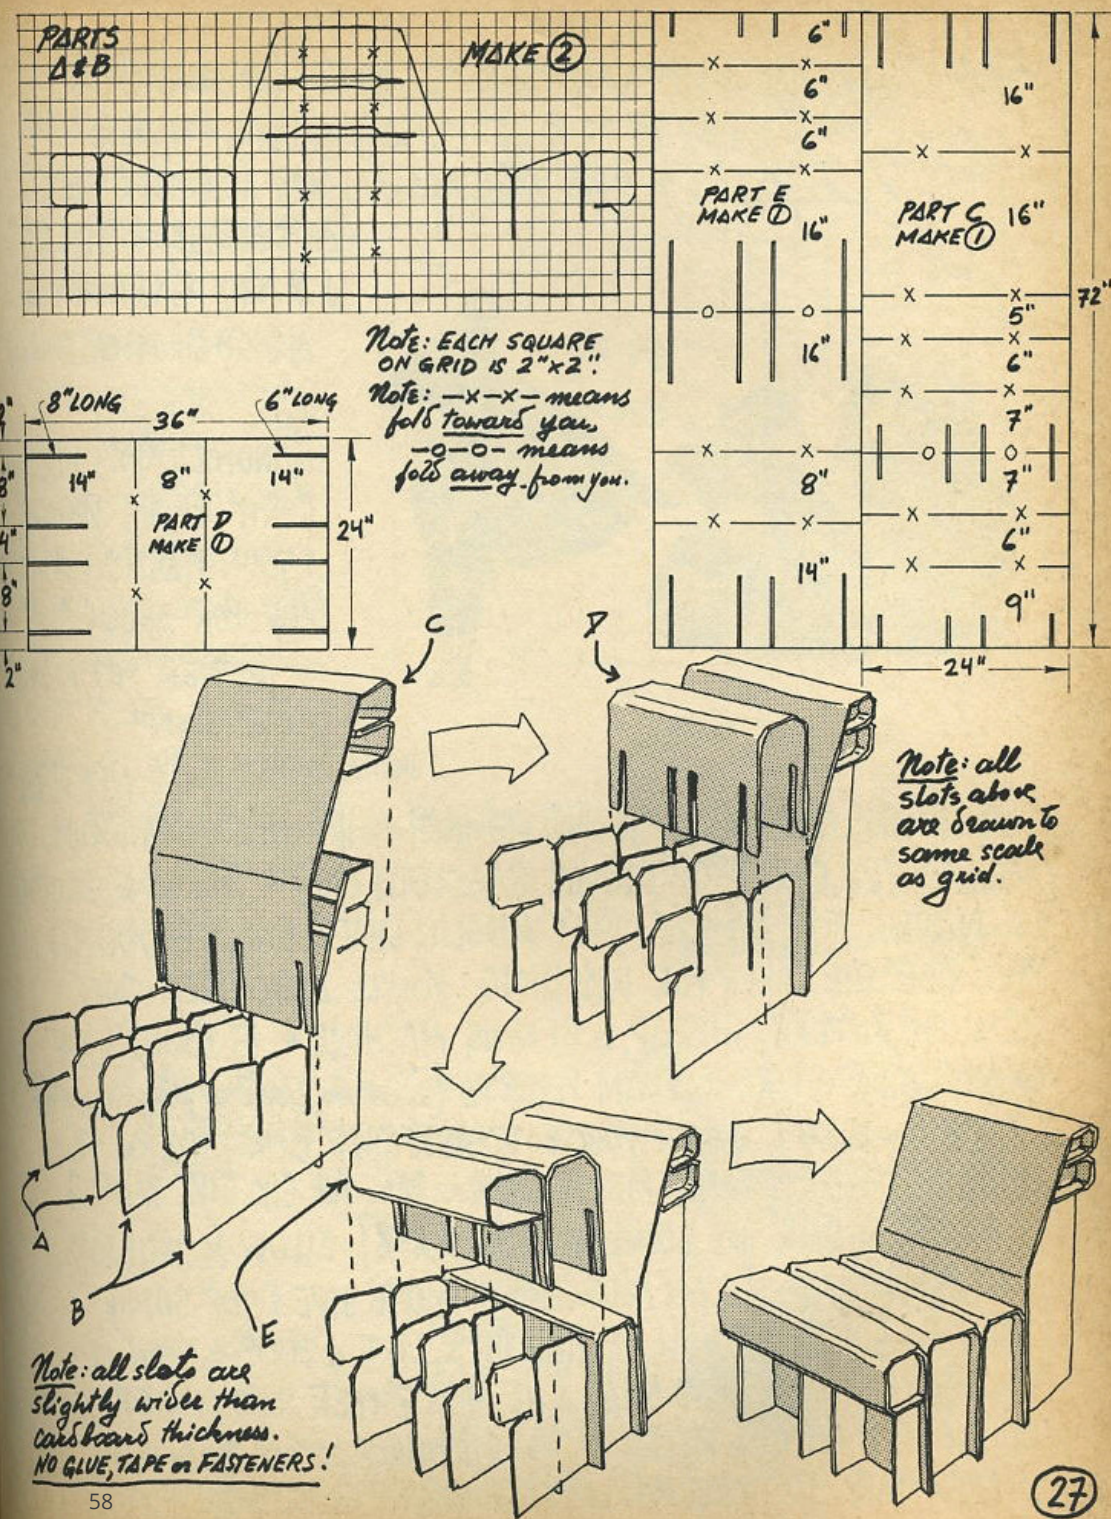 PARTS
A & B
MAKE 2
6"
6"
6"
PART E
MAKE 1
16"
16"
8"
14"
16"
PART C
MAKE 1
16"
5"
6"
7"
7"
6"
9"
72"
24"
Note: EACH SQUARE
ON GRID IS 2"x2".
Note: —x—x— means
fold toward you,
—o—o— means
fold away from you.
8" LONG
36"
6" LONG
14"
8"
14"
PART D
MAKE 1
24"
8"
4"
8"
2"
C
D
Note: all
slots above
are drawn to
same scale
as grid.
A
B
E
Note: all slots are
slightly wider than
cardboard thickness.
NO GLUE, TAPE or FASTENERS!
58
27